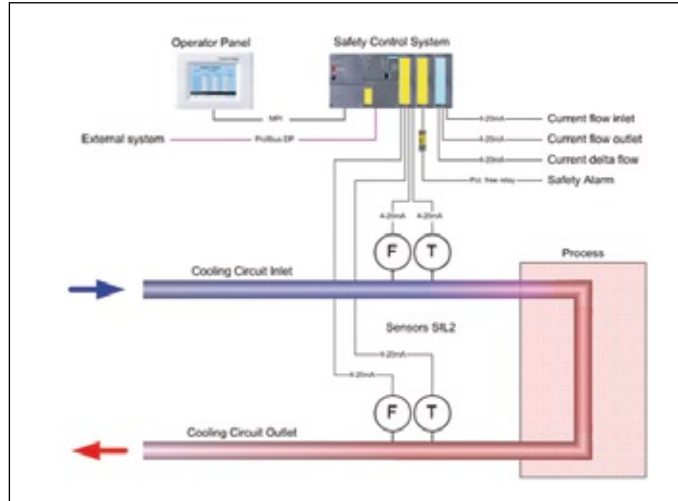 Operator Panel
Safety Control System
MPI
External system
Profibus DP
4-20mA
Current flow inlet
4-20mA
Current flow outlet
4-20mA
Current delta flow
Pot. free relay
Safety Alarm
4-20mA
4-20mA
F
T
Process
Cooling Circuit Inlet
Sensors SIL2
4-20mA
4-20mA
F
T
Cooling Circuit Outlet